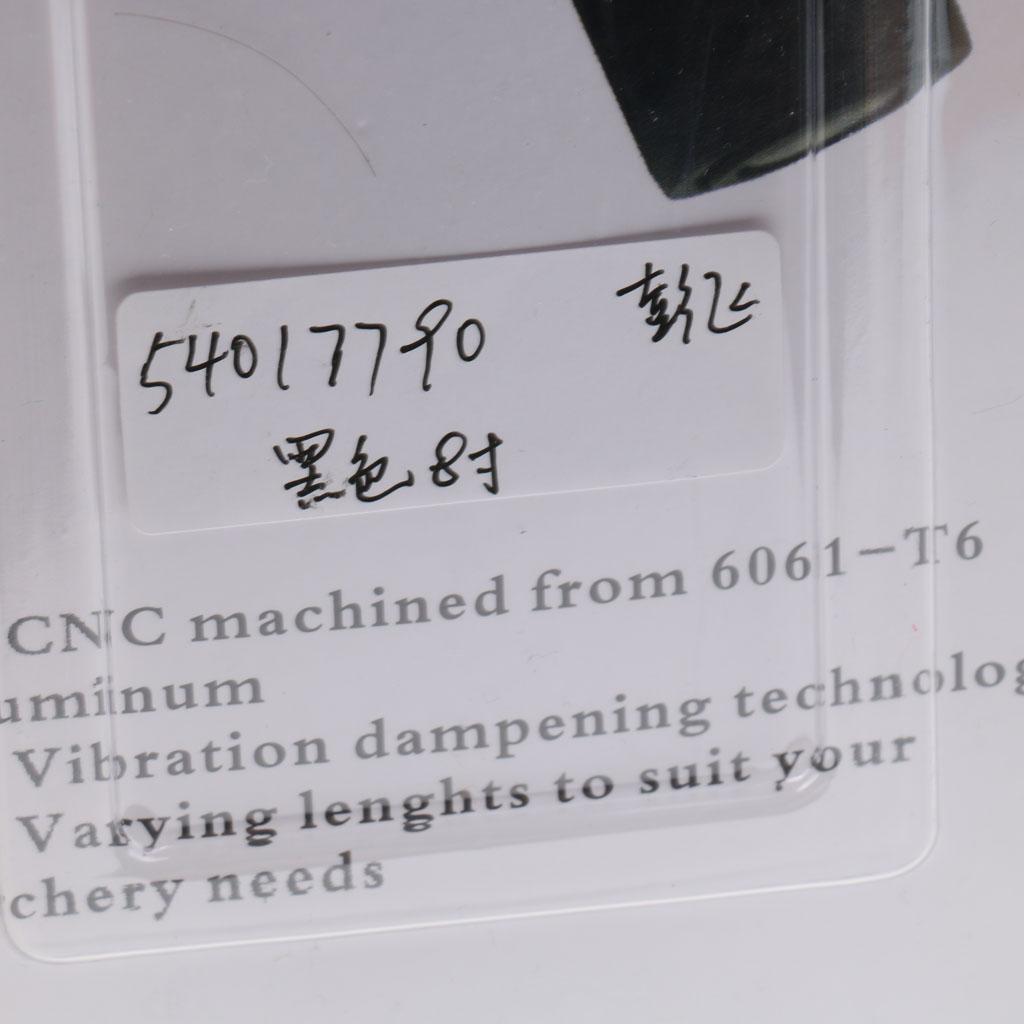 54017790 彭飞
黑色8寸
CNC machined from 6061-T6
uminum
Vibration dampening technolog
Varying lenghts to suit your
chery needs